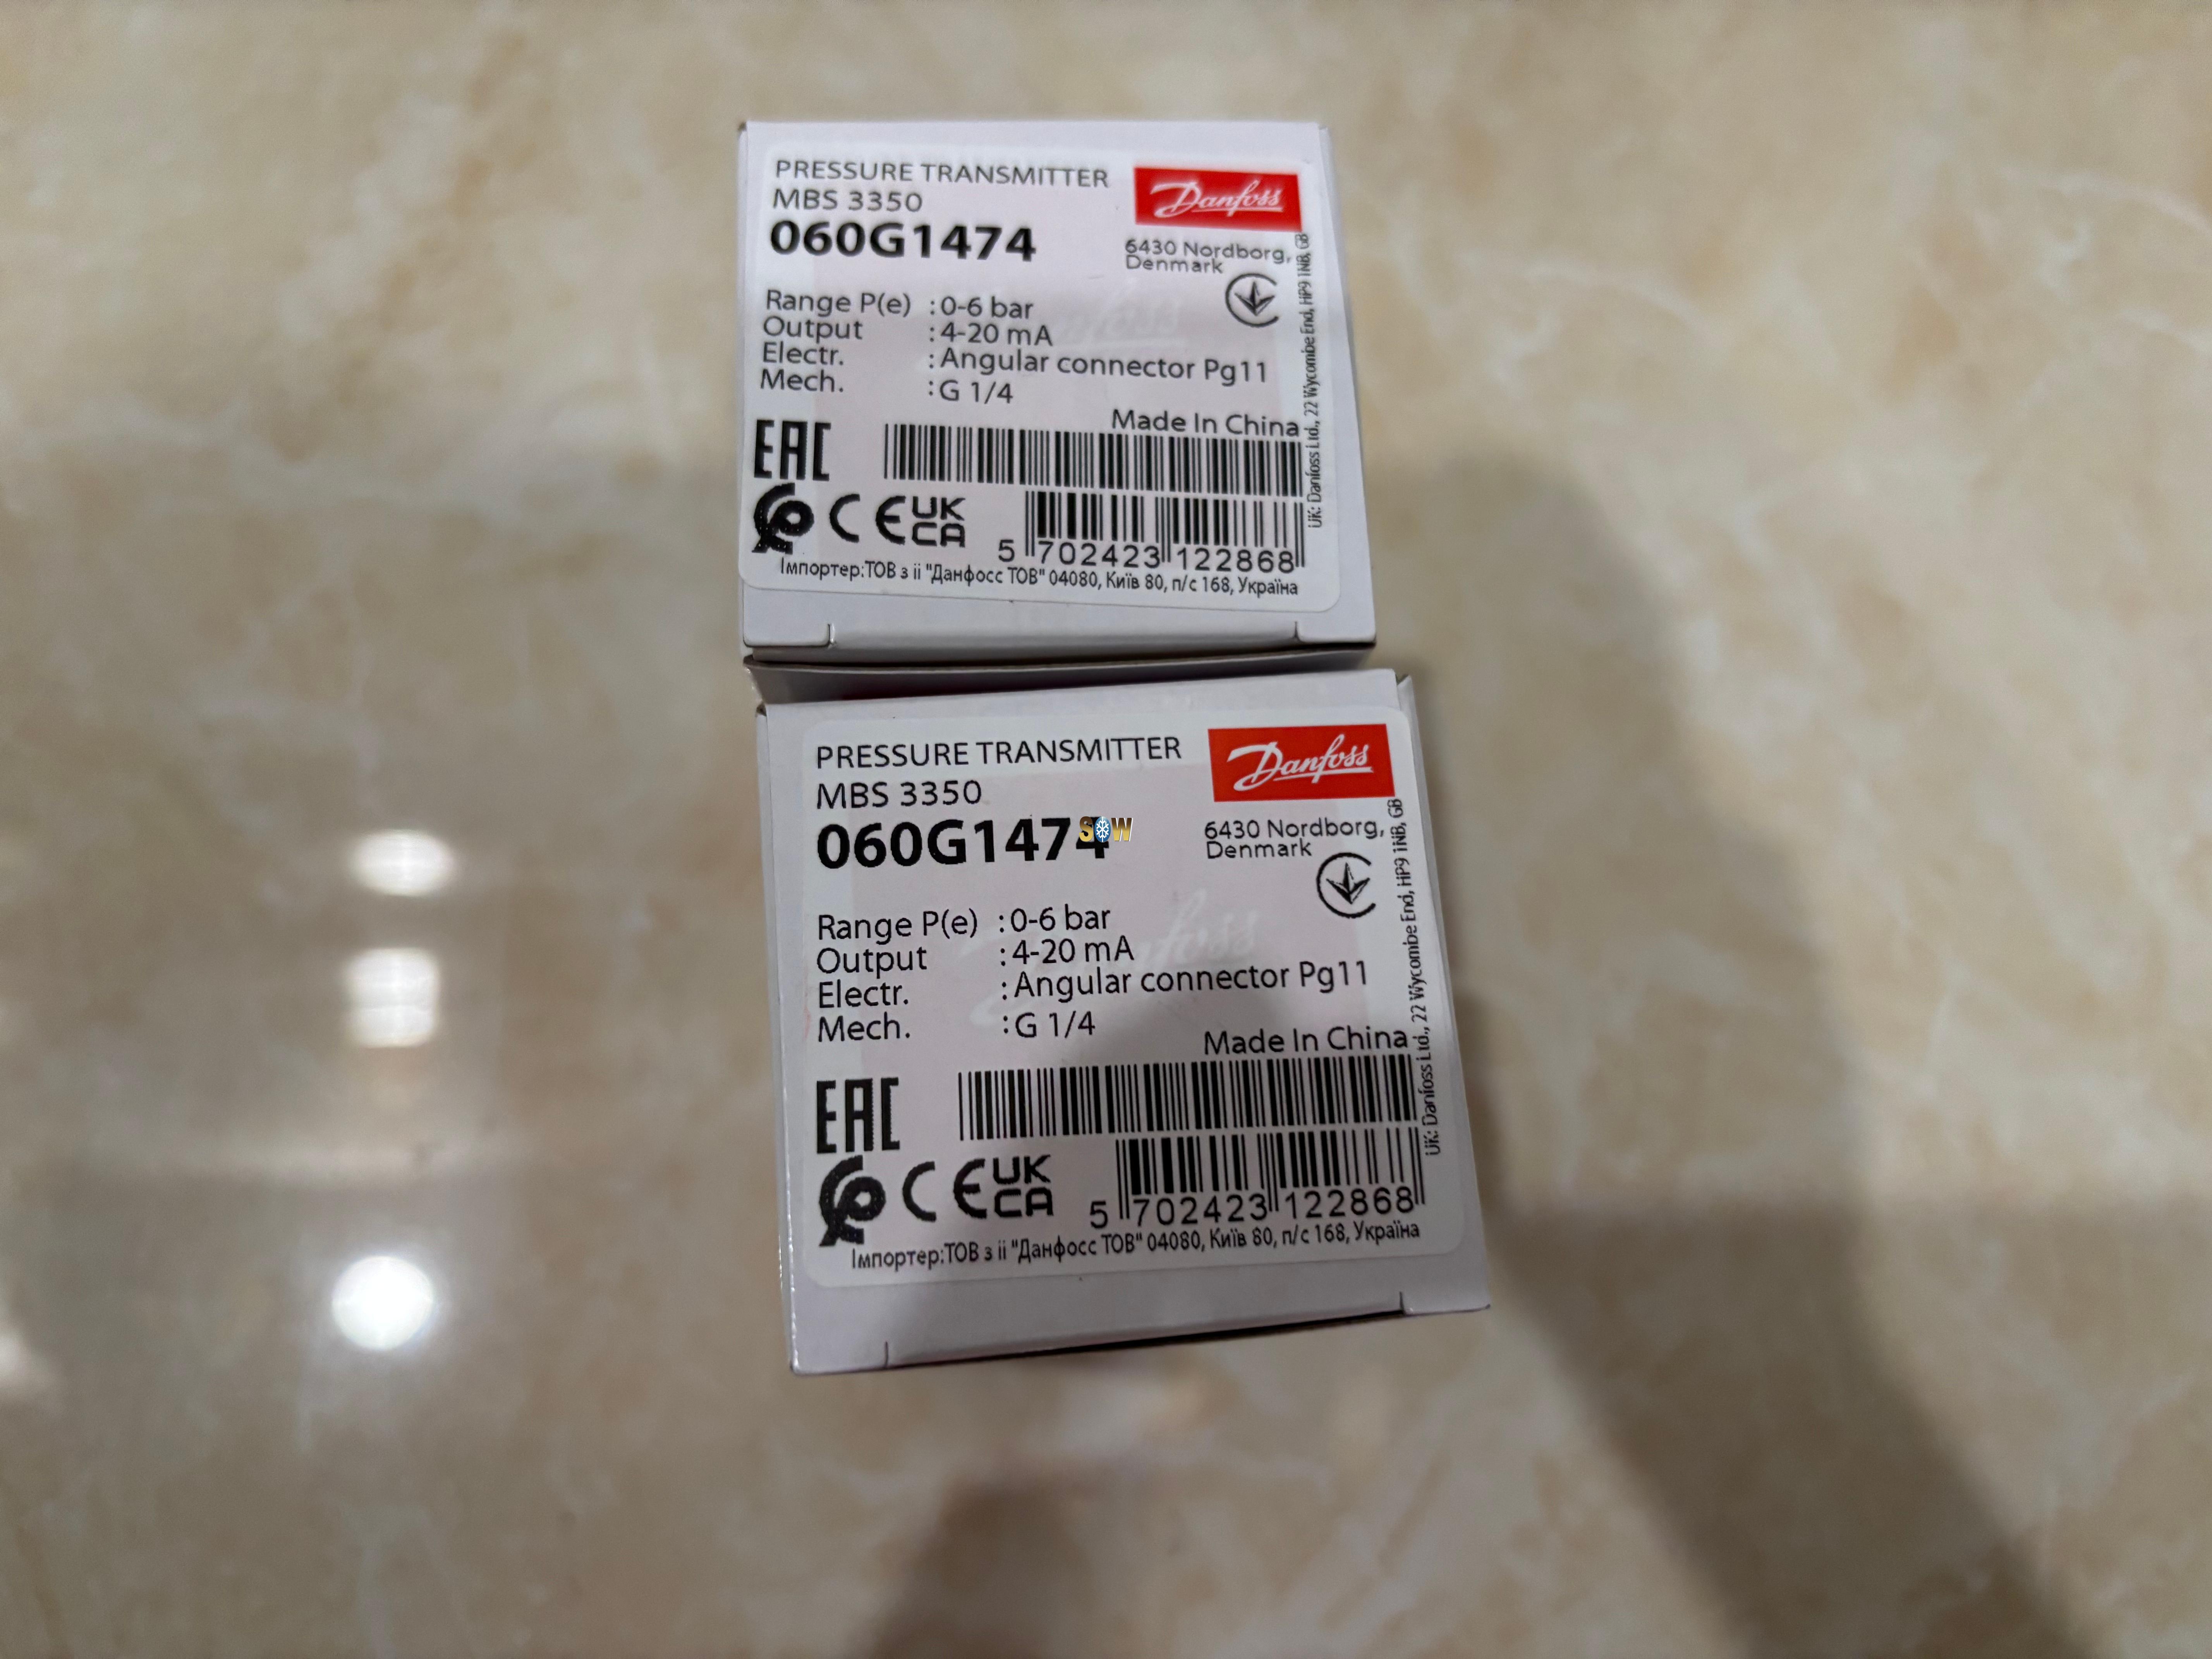 PRESSURE TRANSMITTER
MBS 3350
060G1474
Danfoss
6430 Nordborg,
Denmark
Range P(e) :0-6 bar
Output :4-20 mA
Electr. :Angular connector Pg11
Mech. :G 1/4
Made In China
UK: Danfoss Ltd., 22 Wycombe End, HP9 1NB, GB
EAC
CE UK
CA
5 702423 122868
Імпортер:ТОВ з іі "Данфосс ТОВ" 04080, Київ 80, п/с 168, Україна
PRESSURE TRANSMITTER
MBS 3350
060G1474
SW
Danfoss
6430 Nordborg,
Denmark
Range P(e) :0-6 bar
Output :4-20 mA
Electr. :Angular connector Pg11
Mech. :G 1/4
Made In China
UK: Danfoss Ltd., 22 Wycombe End, HP9 1NB, GB
EAC
CE UK
CA
5 702423 122868
Імпортер:ТОВ з іі "Данфосс ТОВ" 04080, Київ 80, п/с 168, Україна